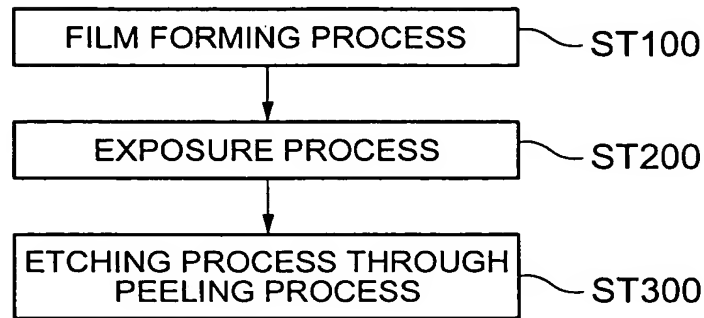 FILM FORMING PROCESS
ST100
EXPOSURE PROCESS
ST200
ETCHING PROCESS THROUGH
PEELING PROCESS
ST300